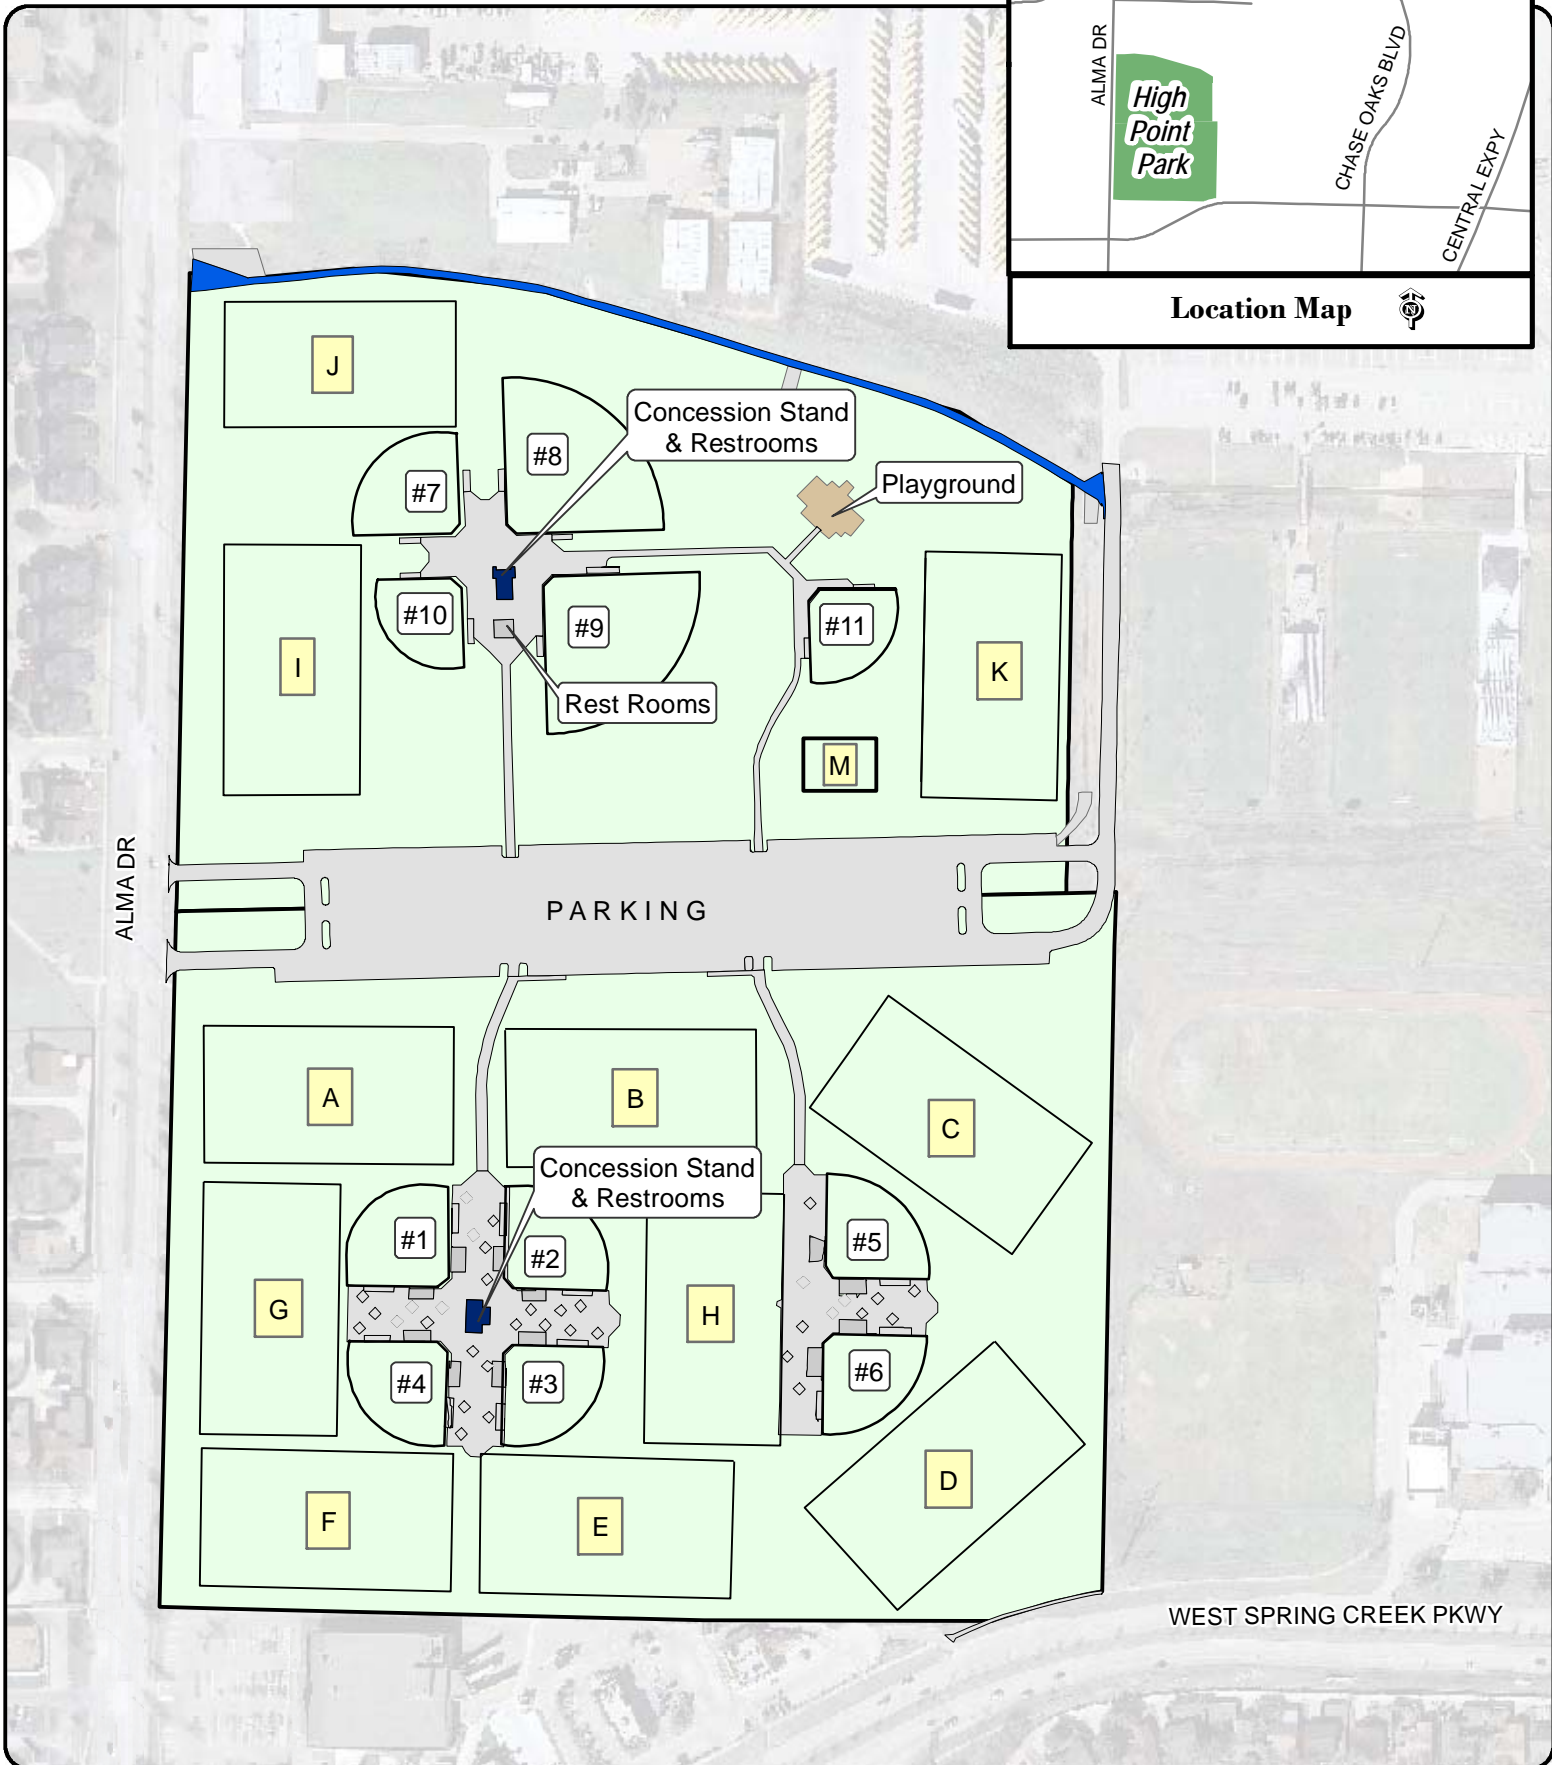 ALMA DR
High
Point
Park
CHASE OAKS BLVD
CENTRAL EXPY
Location Map
N
J
Concession Stand
& Restrooms
#8
#7
Playground
#10
#9
#11
I
K
Rest Rooms
M
ALMA DR
PARKING
A
B
C
Concession Stand
& Restrooms
#1
#2
#5
G
H
#4
#3
#6
D
F
E
WEST SPRING CREEK PKWY